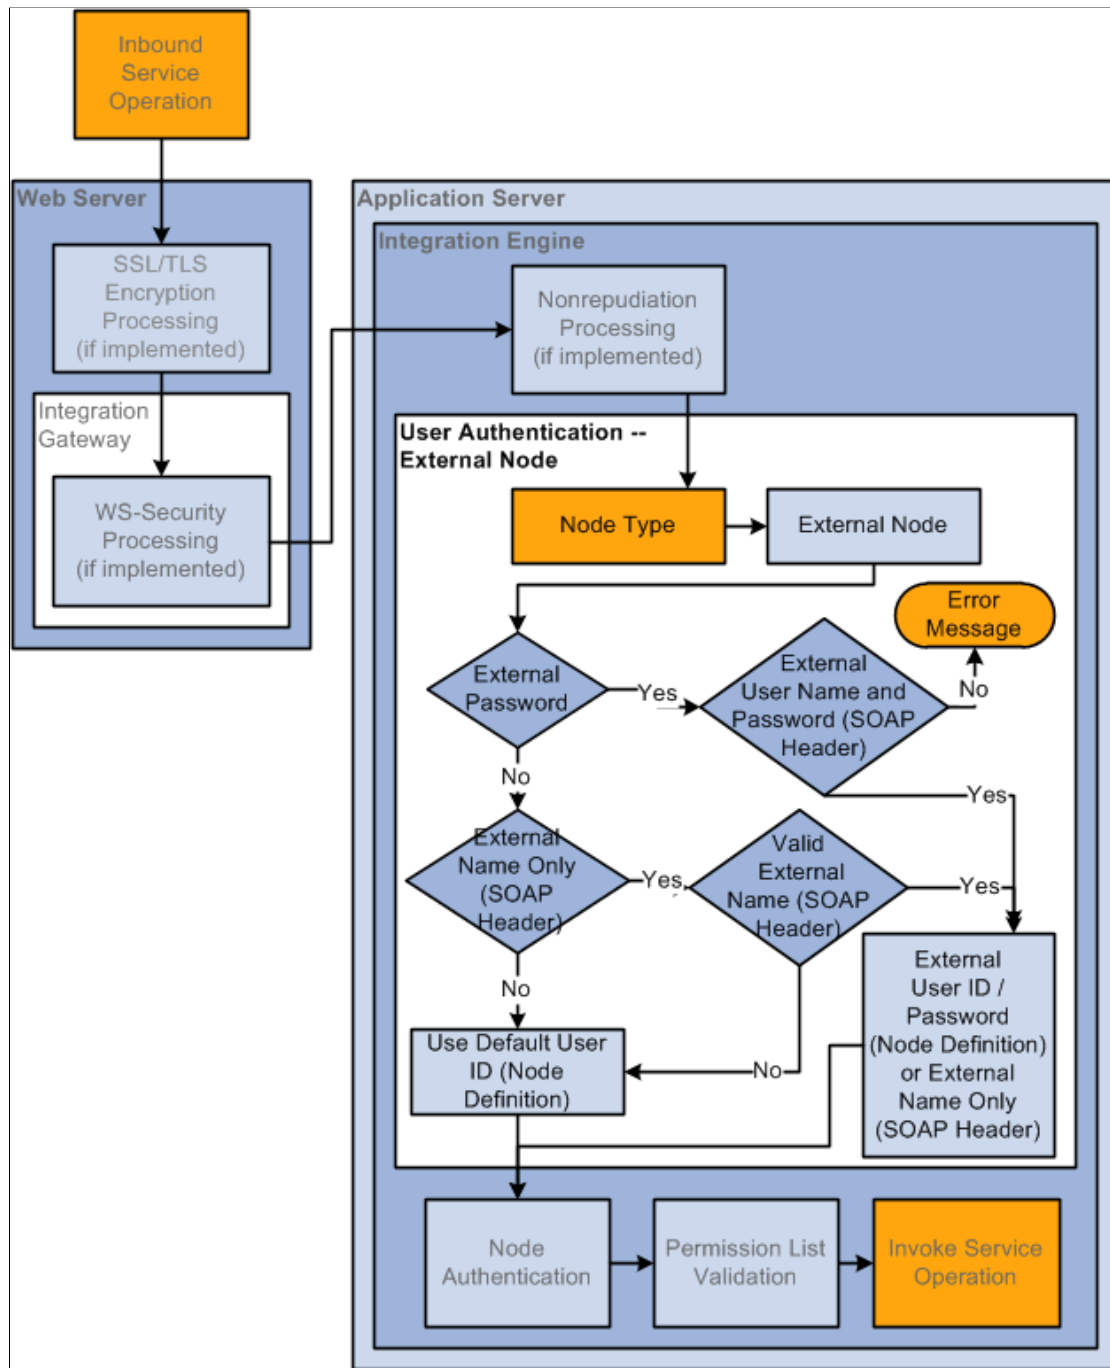 Inbound
Service
Operation
Web Server
SSL/TLS
Encryption
Processing
(if implemented)
Integration
Gateway
WS-Security
Processing
(if implemented)
Application Server
Integration Engine
Nonrepudiation
Processing
(if implemented)
User Authentication --
External Node
Node Type
External Node
Error
Message
External
Password
Yes
External
User Name and
Password (SOAP
Header)
No
Yes
No
External
Name Only
(SOAP
Header)
Yes
Valid
External
Name (SOAP
Header)
Yes
No
No
Use Default User
ID (Node
Definition)
External
User ID /
Password
(Node Definition)
or External
Name Only
(SOAP Header)
Node
Authentication
Permission List
Validation
Invoke Service
Operation